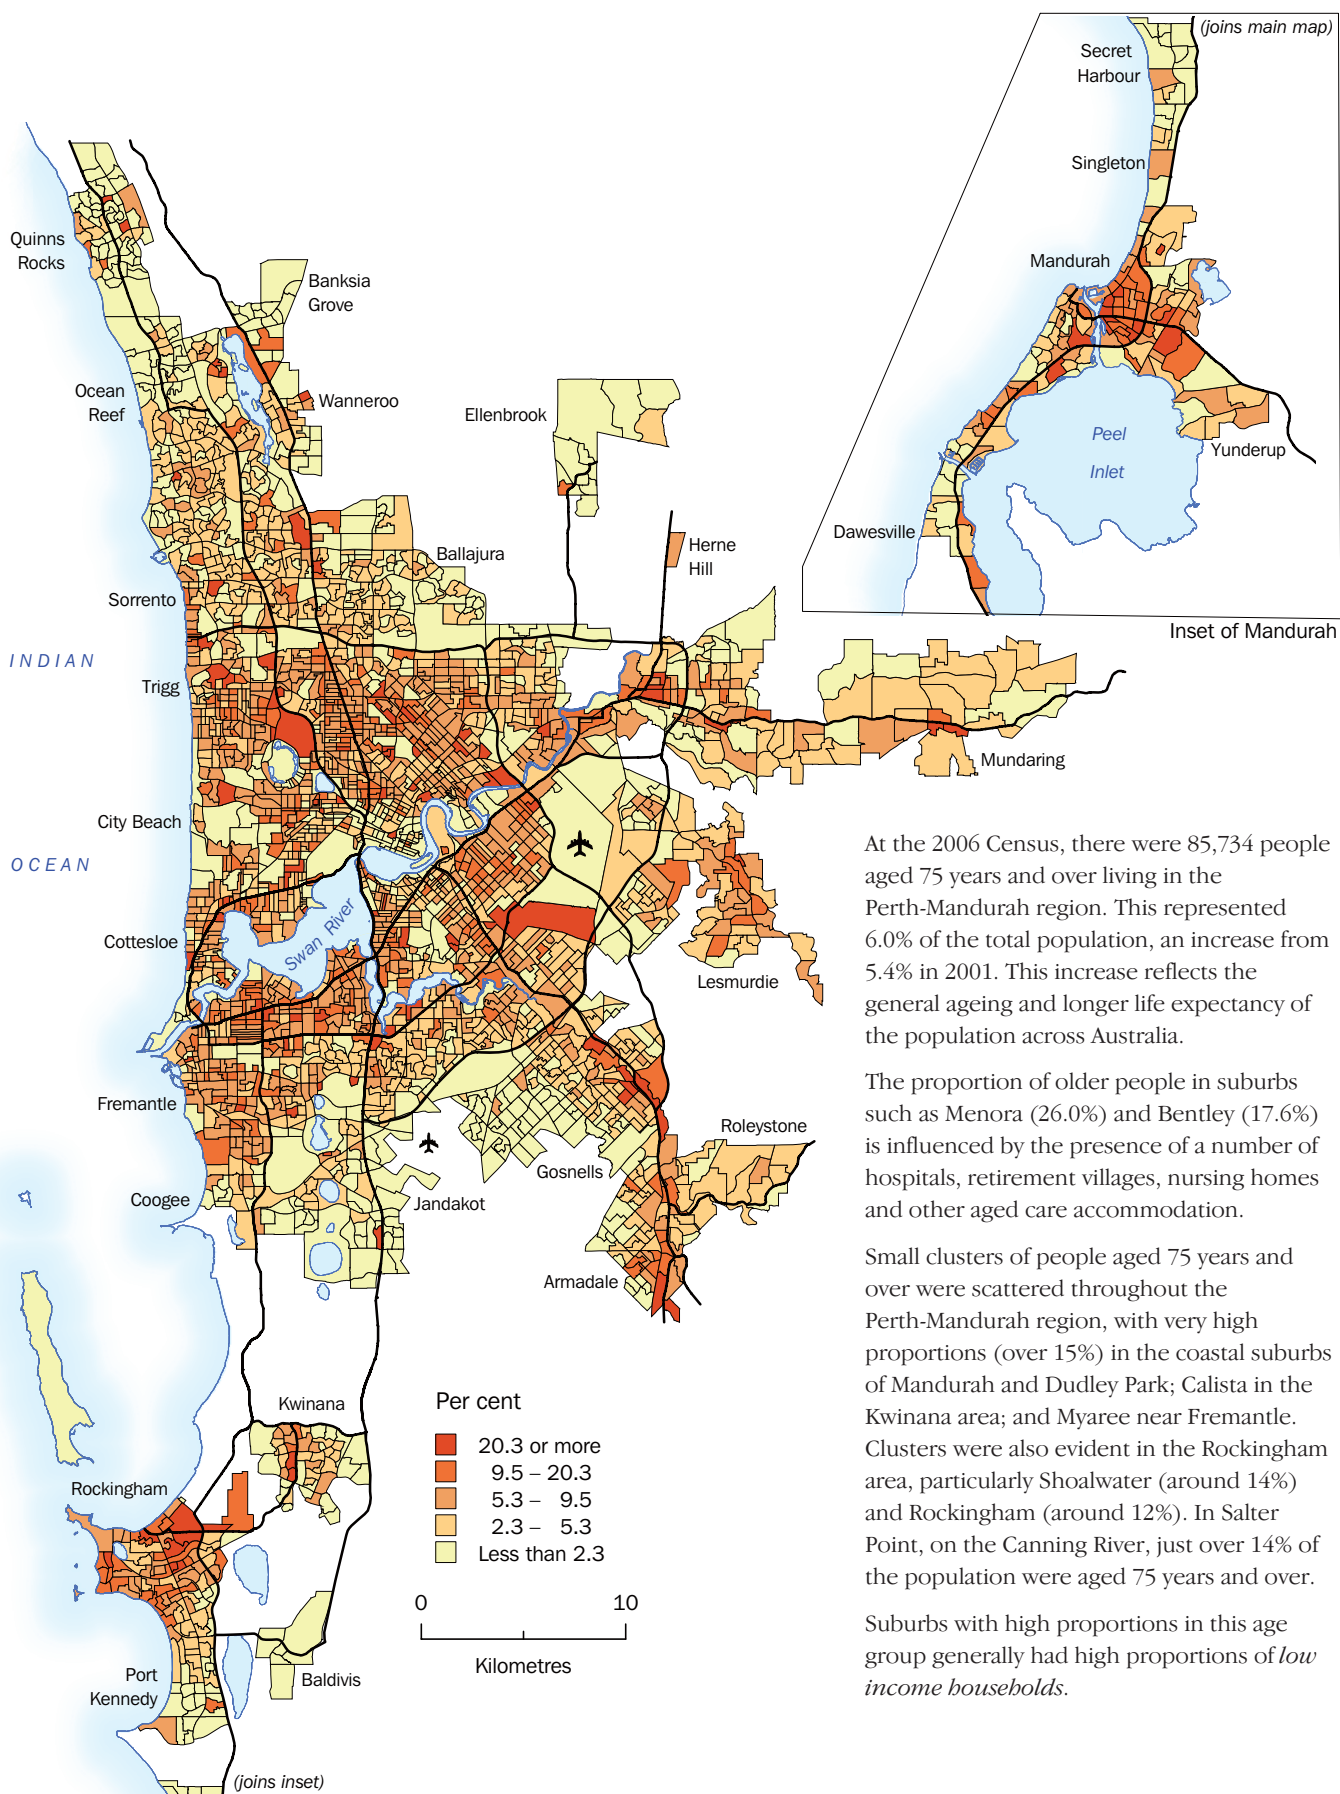 (joins main map)
Secret
Harbour
Singleton
Mandurah
Peel
Inlet
Yunderup
Dawesville
Inset of Mandurah
Quinns
Rocks
Banksia
Grove
Ocean
Reef
Wanneroo
Ellenbrook
Ballajura
Herne
Hill
Sorrento
INDIAN
Trigg
Mundaring
City Beach
OCEAN
Swan River
Cottesloe
Lesmurdie
Fremantle
Roleystone
Gosnells
Coogee
Jandakot
Armadale
Kwinana
Rockingham
Port
Kennedy
Baldivis
(joins inset)
Per cent
20.3 or more
9.5 – 20.3
5.3 – 9.5
2.3 – 5.3
Less than 2.3
0 10
Kilometres
At the 2006 Census, there were 85,734 people
aged 75 years and over living in the
Perth-Mandurah region. This represented
6.0% of the total population, an increase from
5.4% in 2001. This increase reflects the
general ageing and longer life expectancy of
the population across Australia.
The proportion of older people in suburbs
such as Menora (26.0%) and Bentley (17.6%)
is influenced by the presence of a number of
hospitals, retirement villages, nursing homes
and other aged care accommodation.
Small clusters of people aged 75 years and
over were scattered throughout the
Perth-Mandurah region, with very high
proportions (over 15%) in the coastal suburbs
of Mandurah and Dudley Park; Calista in the
Kwinana area; and Myaree near Fremantle.
Clusters were also evident in the Rockingham
area, particularly Shoalwater (around 14%)
and Rockingham (around 12%). In Salter
Point, on the Canning River, just over 14% of
the population were aged 75 years and over.
Suburbs with high proportions in this age
group generally had high proportions of low
income households.